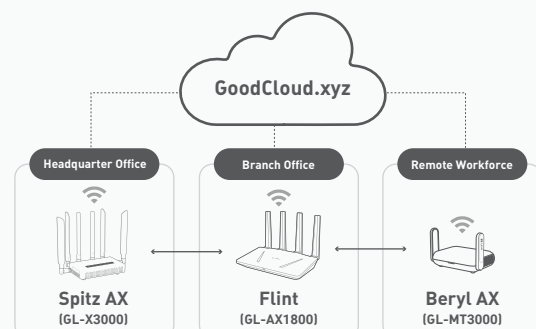 GoodCloud.xyz
Headquarter Office
Branch Office
Remote Workforce
Spitz AX
(GL-X3000)
Flint
(GL-AX1800)
Beryl AX
(GL-MT3000)